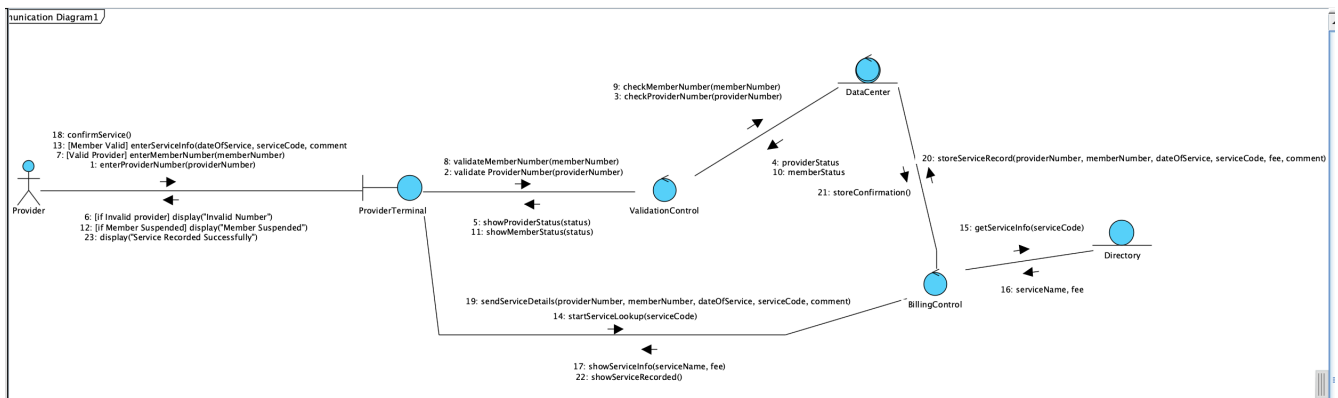 nunication Diagram1
9: checkMemberNumber(memberNumber)
3: checkProviderNumber(providerNumber)
DataCenter
18: confirmService()
13: [Member Valid] enterServiceInfo(dateOfService, serviceCode, comment
7: [Valid Provider] enterMemberNumber(memberNumber)
1: enterProviderNumber(providerNumber)
8: validateMemberNumber(memberNumber)
2: validate ProviderNumber(providerNumber)
4: providerStatus
10: memberStatus
20: storeServiceRecord(providerNumber, memberNumber, dateOfService, serviceCode, fee, comment)
21: storeConfirmation()
Provider
ProviderTerminal
ValidationControl
6: [if Invalid provider] display("Invalid Number")
12: [if Member Suspended] display("Member Suspended")
23: display("Service Recorded Successfully")
5: showProviderStatus(status)
11: showMemberStatus(status)
15: getServiceInfo(serviceCode)
Directory
16: serviceName, fee
19: sendServiceDetails(providerNumber, memberNumber, dateOfService, serviceCode, comment)
BillingControl
14: startServiceLookup(serviceCode)
17: showServiceInfo(serviceName, fee)
22: showServiceRecorded()